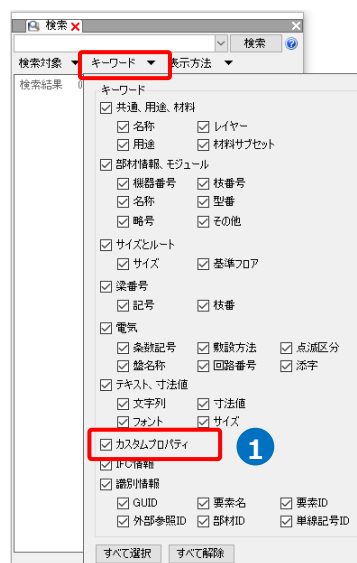 検索
検索
検索対象 キーワード 表示方法
検索結果
キーワード
共通、用途、材料
名称 レイヤー
用途 材料サブセット
部材情報、モジュール
機器番号 枝番号
名称 型番
略号 その他
サイズとルート
サイズ 基準フロア
梁番号
記号 枝番
電気
条数記号 敷設方法 点滅区分
盤名称 回路番号 添字
テキスト、寸法値
文字列 寸法値
フォント サイズ
カスタムプロパティ 1
IFC情報
識別情報
GUID 要素名 要素ID
外部参照ID 部材ID 単線記号ID
すべて選択 すべて解除